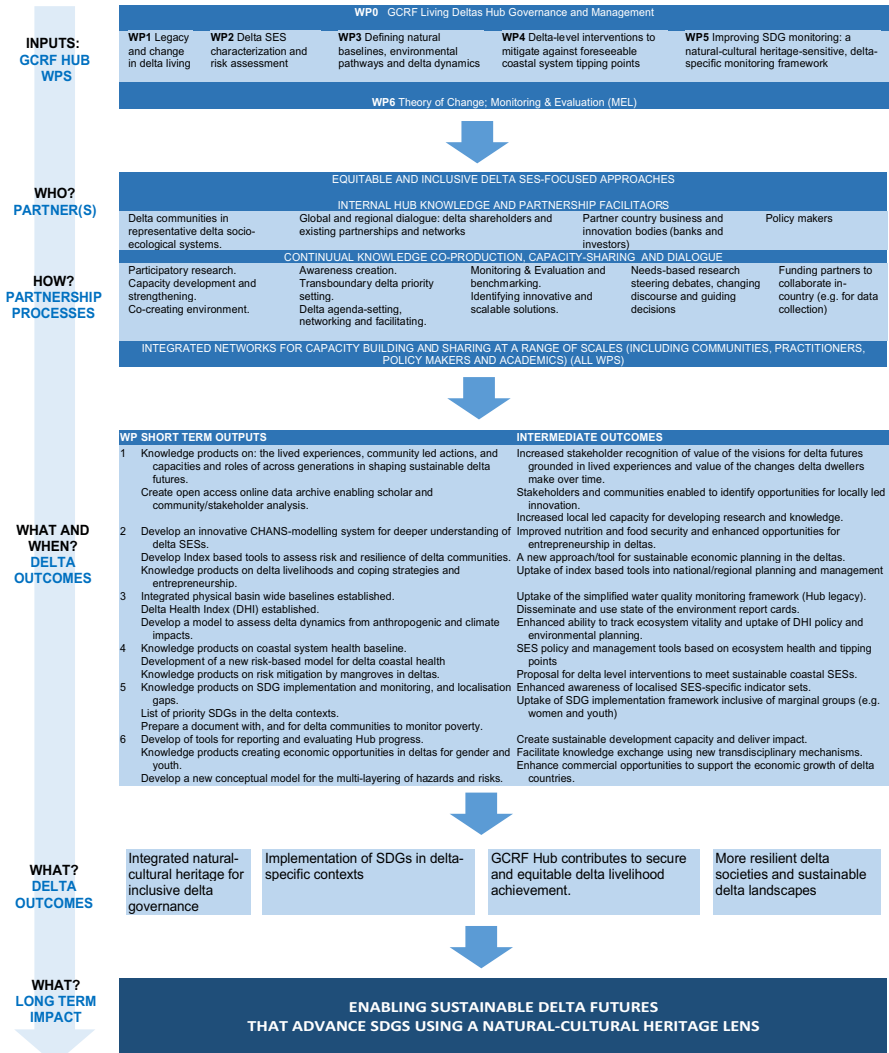 WP0 GCRF Living Deltas Hub Governance and Management
INPUTS:
GCRF HUB
WPS
WP1 Legacy
and change
in delta living
WP2 Delta SES
characterization and
risk assessment
WP3 Defining natural
baselines, environmental
pathways and delta dynamics
WP4 Delta-level interventions to
mitigate against foreseeable
coastal system tipping points
WP5 Improving SDG monitoring: a
natural-cultural heritage-sensitive, delta-
specific monitoring framework
WP6 Theory of Change; Monitoring & Evaluation (MEL)
WHO?
PARTNER(S)
EQUITABLE AND INCLUSIVE DELTA SES-FOCUSED APPROACHES
INTERNAL HUB KNOWLEDGE AND PARTNERSHIP FACILITAORS
Delta communities in
representative delta socio-
ecological systems.
Global and regional dialogue: delta shareholders and
existing partnerships and networks
Partner country business and
innovation bodies (banks and
investors)
Policy makers
HOW?
PARTNERSHIP
PROCESSES
CONTINUUAL KNOWLEDGE CO-PRODUCTION, CAPACITY-SHARING AND DIALOGUE
Participatory research.
Capacity development and
strengthening.
Co-creating environment.
Awareness creation.
Transboundary delta priority
setting.
Delta agenda-setting,
networking and facilitating.
Monitoring & Evaluation and
benchmarking.
Identifying innovative and
scalable solutions.
Needs-based research
steering debates, changing
discourse and guiding
decisions
Funding partners to
collaborate in-
country (e.g. for data
collection)
INTEGRATED NETWORKS FOR CAPACITY BUILDING AND SHARING AT A RANGE OF SCALES (INCLUDING COMMUNITIES, PRACTITIONERS,
POLICY MAKERS AND ACADEMICS) (ALL WPS)
WHAT AND
WHEN?
DELTA
OUTCOMES
WP SHORT TERM OUTPUTS
1 Knowledge products on: the lived experiences, community led actions, and
capacities and roles of across generations in shaping sustainable delta
futures.
Create open access online data archive enabling scholar and
community/stakeholder analysis.
2 Develop an innovative CHANS-modelling system for deeper understanding of
delta SESs.
Develop Index based tools to assess risk and resilience of delta communities.
Knowledge products on delta livelihoods and coping strategies and
entrepreneurship.
3 Integrated physical basin wide baselines established.
Delta Health Index (DHI) established.
Develop a model to assess delta dynamics from anthropogenic and climate
impacts.
4 Knowledge products on coastal system health baseline.
Development of a new risk-based model for delta coastal health
Knowledge products on risk mitigation by mangroves in deltas.
5 Knowledge products on SDG implementation and monitoring, and localisation
gaps.
List of priority SDGs in the delta contexts.
Prepare a document with, and for delta communities to monitor poverty.
6 Develop of tools for reporting and evaluating Hub progress.
Knowledge products creating economic opportunities in deltas for gender and
youth.
Develop a new conceptual model for the multi-layering of hazards and risks.
INTERMEDIATE OUTCOMES
Increased stakeholder recognition of value of the visions for delta futures
grounded in lived experiences and value of the changes delta dwellers
make over time.
Stakeholders and communities enabled to identify opportunities for locally led
innovation.
Increased local led capacity for developing research and knowledge.
Improved nutrition and food security and enhanced opportunities for
entrepreneurship in deltas.
A new approach/tool for sustainable economic planning in the deltas.
Uptake of index based tools into national/regional planning and management
Uptake of the simplified water quality monitoring framework (Hub legacy).
Disseminate and use state of the environment report cards.
Enhanced ability to track ecosystem vitality and uptake of DHI policy and
environmental planning.
SES policy and management tools based on ecosystem health and tipping
points
Proposal for delta level interventions to meet sustainable coastal SESs.
Enhanced awareness of localised SES-specific indicator sets.
Uptake of SDG implementation framework inclusive of marginal groups (e.g.
women and youth)
Create sustainable development capacity and deliver impact.
Facilitate knowledge exchange using new transdisciplinary mechanisms.
Enhance commercial opportunities to support the economic growth of delta
countries.
WHAT?
DELTA
OUTCOMES
Integrated natural-
cultural heritage for
inclusive delta
governance
Implementation of SDGs in delta-
specific contexts
GCRF Hub contributes to secure
and equitable delta livelihood
achievement.
More resilient delta
societies and sustainable
delta landscapes
WHAT?
LONG TERM
IMPACT
ENABLING SUSTAINABLE DELTA FUTURES
THAT ADVANCE SDGS USING A NATURAL-CULTURAL HERITAGE LENS